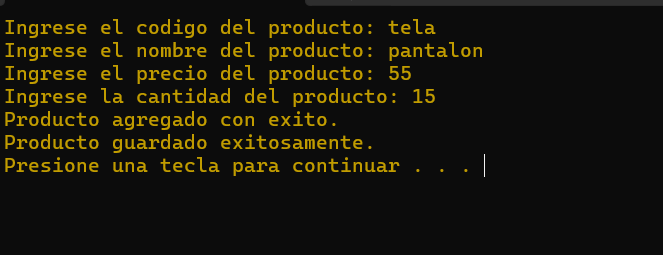 Ingrese el codigo del producto: tela
Ingrese el nombre del producto: pantalon
Ingrese el precio del producto: 55
Ingrese la cantidad del producto: 15
Producto agregado con exito.
Producto guardado exitosamente.
Presione una tecla para continuar . . .